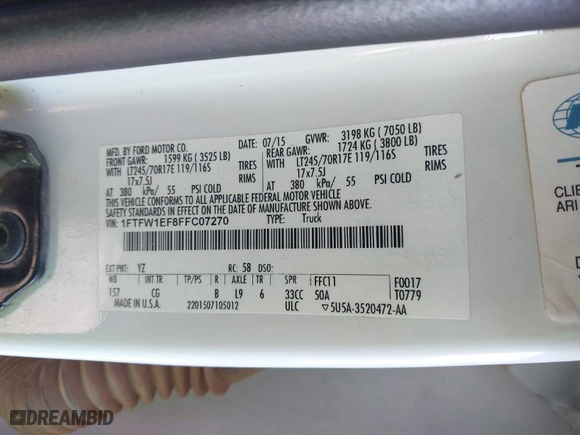 MFD. BY FORD MOTOR CO.
07/15 GVWR: 3198 KG ( 7050 LB)
FRONT GAWR: 1599 KG ( 3525 LB) REAR GAWR: 1724 KG ( 3800 LB)
WITH LT245/70R17E 119/116S TIRES WITH LT245/70R17E 119/116S TIRES
17x7.5J RIMS 17x7.5J RIMS
AT 380 kPa/ 55 PSI COLD AT 380 kPa/ 55 PSI COLD
THIS VEHICLE CONFORMS TO ALL APPLICABLE FEDERAL MOTOR VEHICLE
SAFETY STANDARDS IN EFFECT ON THE DATE OF MANUFACTURE SHOWN ABOVE.
VIN: 1FTFW1EF8FFC07270 TYPE: Truck
EXT PNT: YZ RC: 58 DSO:
WB INT TR TP/PS R AXLE TR SPR FFC11 F0017
157 CG B L9 6 33CC 50A T0779
MADE IN U.S.A. 2201507105012 ULC 5U5A-3520472-AA
CLIE
ARI
DREAMBID